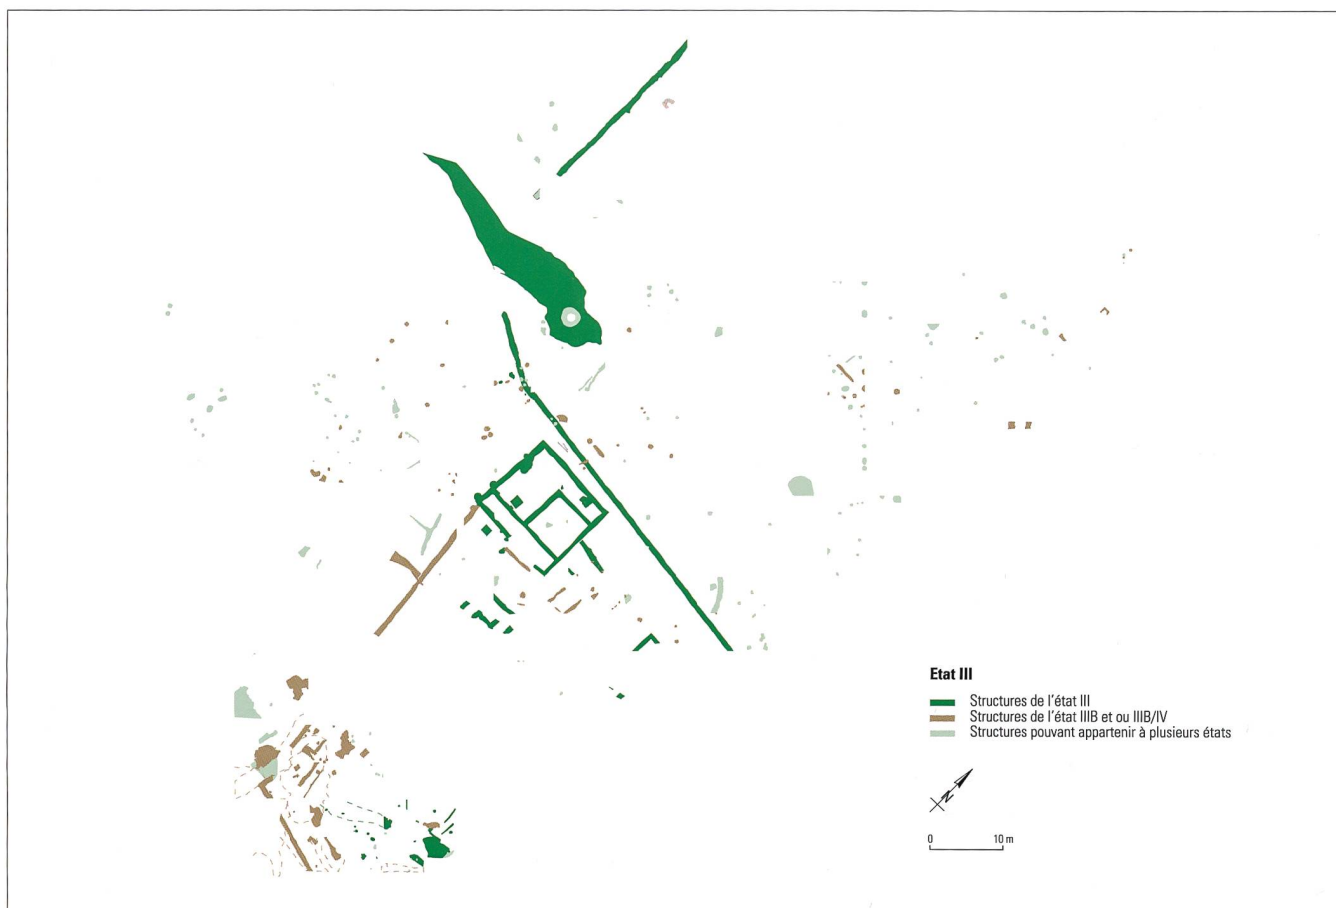 Etat III
Structures de l'état III
Structures de l'état IIIB et ou IIIB/IV
Structures pouvant appartenir à plusieurs états
N
0 10 m